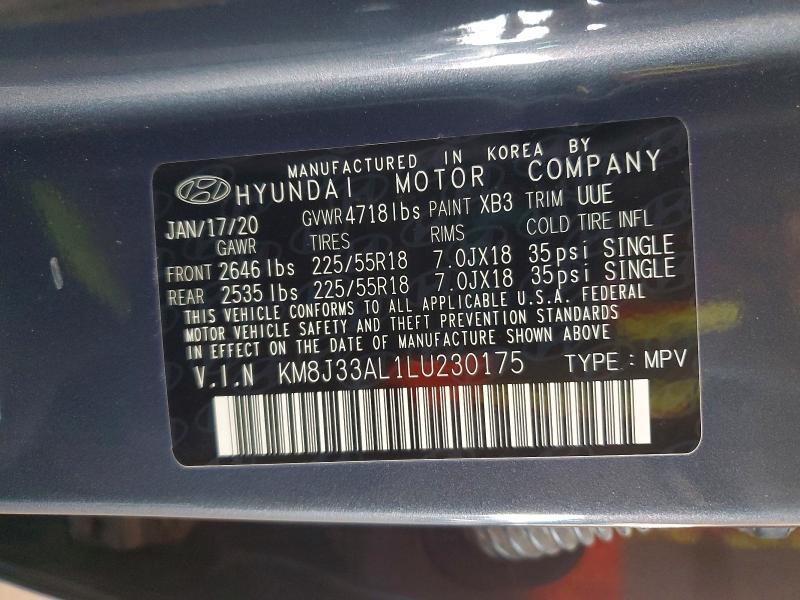 MANUFACTURED IN KOREA BY
HYUNDAI MOTOR COMPANY
JAN/17/20 GVWR 4718lbs PAINT XB3 TRIM UUE
GAWR TIRES RIMS COLD TIRE INFL
FRONT 2646 lbs 225/55R18 7.0JX18 35psi SINGLE
REAR 2535 lbs 225/55R18 7.0JX18 35psi SINGLE
THIS VEHICLE CONFORMS TO ALL APPLICABLE U.S.A. FEDERAL
MOTOR VEHICLE SAFETY AND THEFT PREVENTION STANDARDS
IN EFFECT ON THE DATE OF MANUFACTURE SHOWN ABOVE
V.I.N KM8J33AL1LU230175 TYPE : MPV